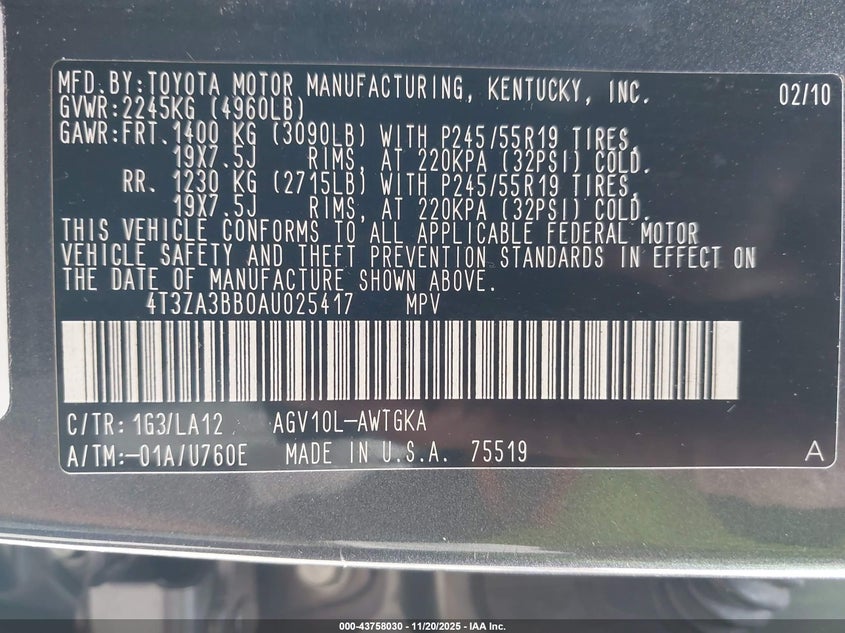 MFD.BY:TOYOTA MOTOR MANUFACTURING, KENTUCKY, INC. 02/10
GVWR:2245KG (4960LB)
GAWR:FRT.1400 KG (3090LB) WITH P245/55R19 TIRES,
19X7.5J RIMS, AT 220KPA (32PSI) COLD.
RR. 1230 KG (2715LB) WITH P245/55R19 TIRES,
19X7.5J RIMS, AT 220KPA (32PSI) COLD.
THIS VEHICLE CONFORMS TO ALL APPLICABLE FEDERAL MOTOR
VEHICLE SAFETY AND THEFT PREVENTION STANDARDS IN EFFECT ON
THE DATE OF MANUFACTURE SHOWN ABOVE.
4T3ZA3BB0AU025417 MPV
C/TR: 1G3/LA12 AGV10L-AWTGKA
A/TM:-01A/U760E MADE IN U.S.A. 75519 A
000-43758030 - 11/20/2025 - IAA Inc.